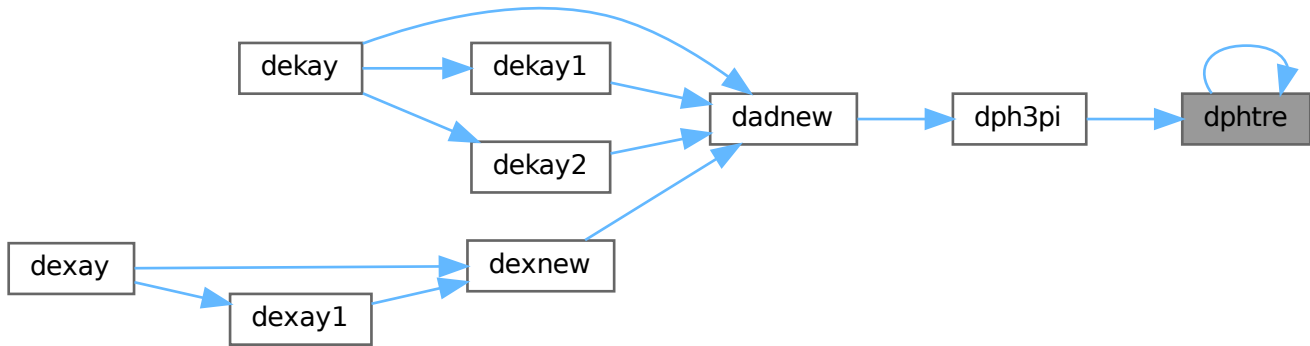 dekay
dekay1
dekay2
dadnew
dph3pi
dphtre
dexay
dexay1
dexnew